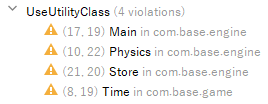 UseUtilityClass (4 violations)
(17, 19) Main in com.base.engine
(10, 22) Physics in com.base.engine
(21, 20) Store in com.base.engine
(8, 19) Time in com.base.game